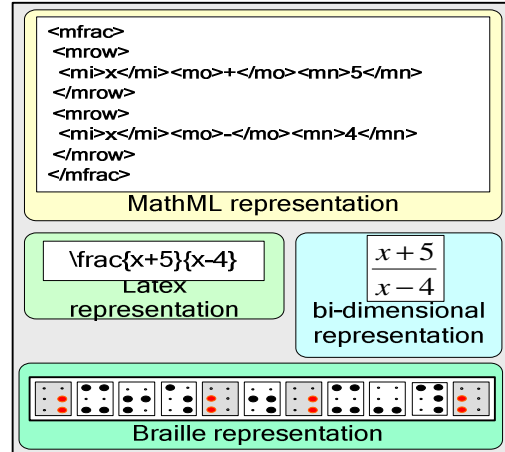 <mfrac>
<mrow>
<mi>x</mi><mo>+</mo><mn>5</mn>
</mrow>
<mrow>
<mi>x</mi><mo>-</mo><mn>4</mn>
</mrow>
</mfrac>
MathML representation
\frac{x+5}{x-4}
Latex
representation
x + 5
x − 4
bi-dimensional
representation
Braille representation